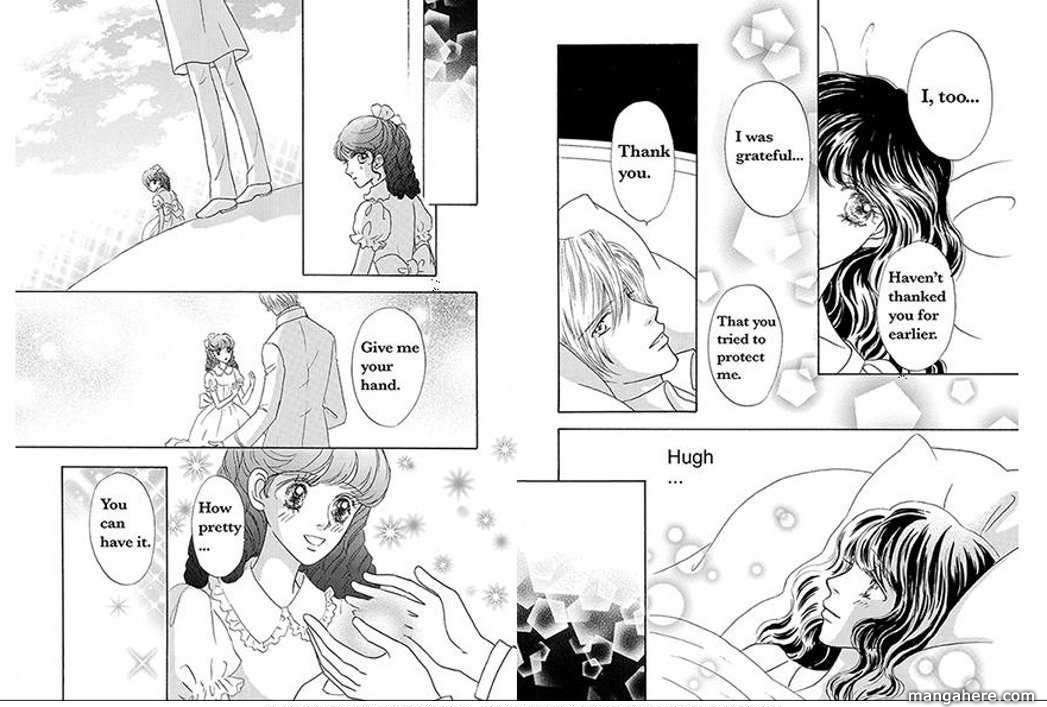 I, too...
Haven't
thanked
you for
earlier.
I was
grateful...
That you
tried to
protect
me.
Thank
you.
Hugh
...
Give me
your
hand.
How
pretty
...
You
can
have it.
mangahere.com